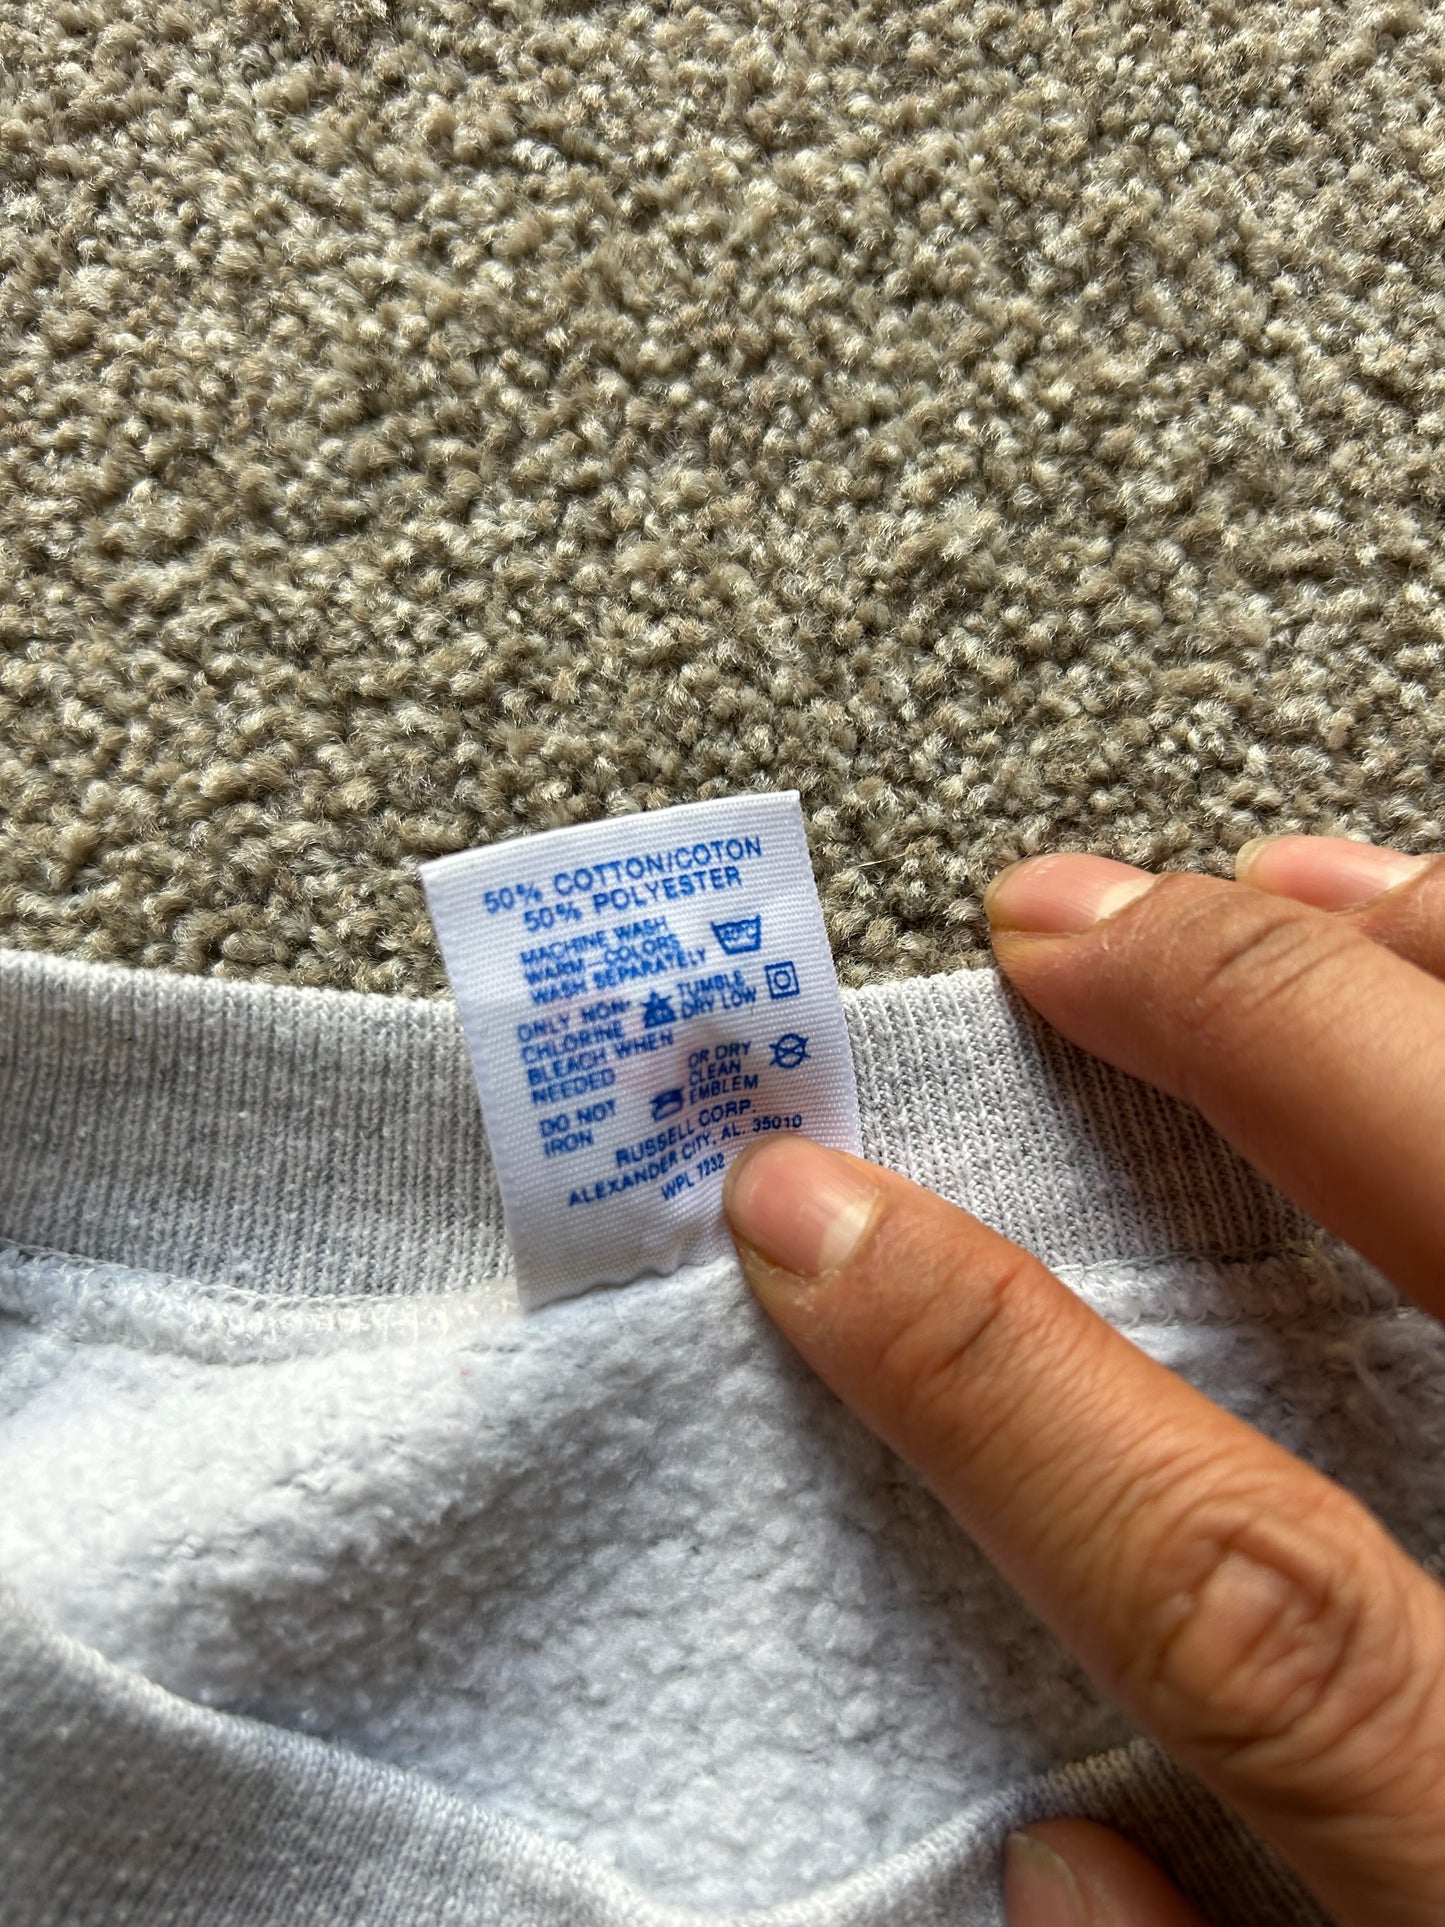 50% COTTON/COTON
50% POLYESTER
MACHINE WASH
WARM—COLORS
WASH SEPARATELY
ONLY NON-
CHLORINE
BLEACH WHEN
NEEDED
TUMBLE
DRY LOW
DO NOT
IRON
OR DRY
CLEAN
EMBLEM
RUSSELL CORP.
ALEXANDER CITY, AL. 35010
WPL 7232